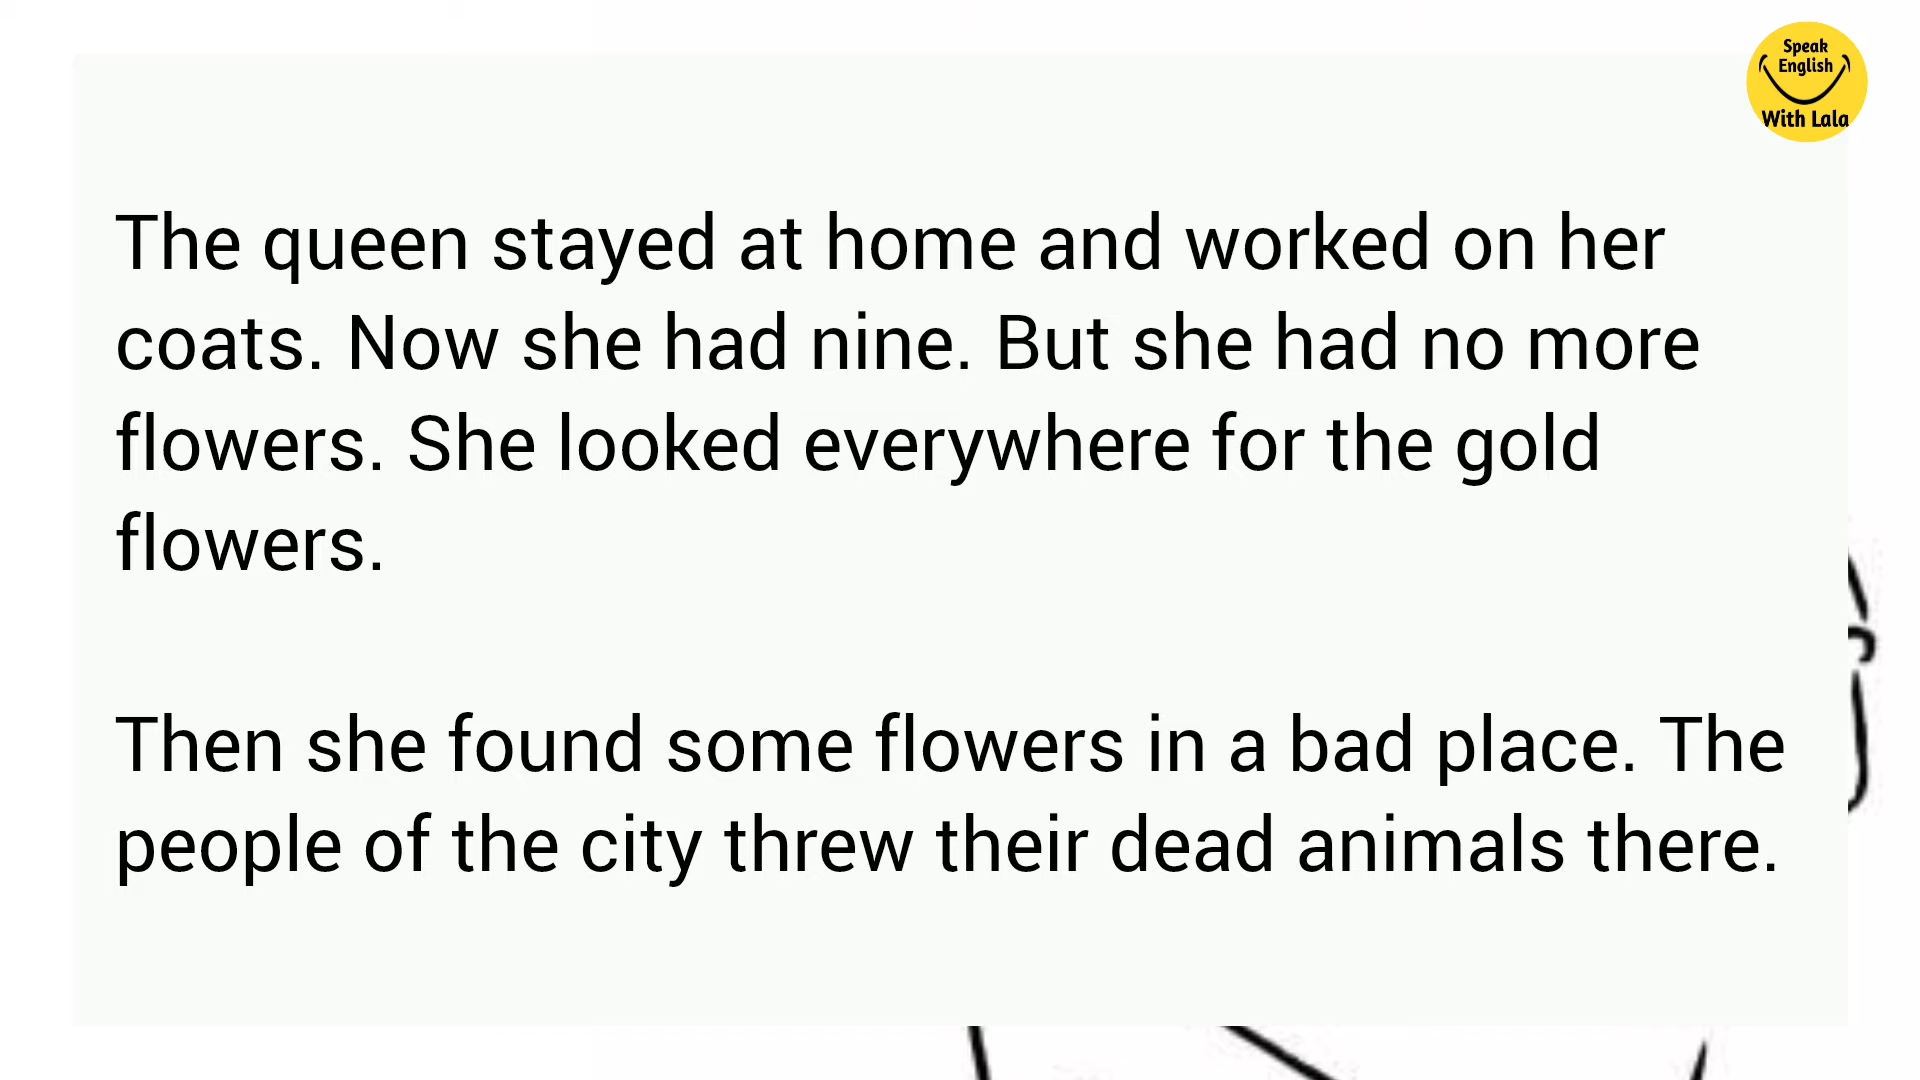 Speak
English
With Lala
The queen stayed at home and worked on her
coats. Now she had nine. But she had no more
flowers. She looked everywhere for the gold
flowers.
Then she found some flowers in a bad place. The
people of the city threw their dead animals there.